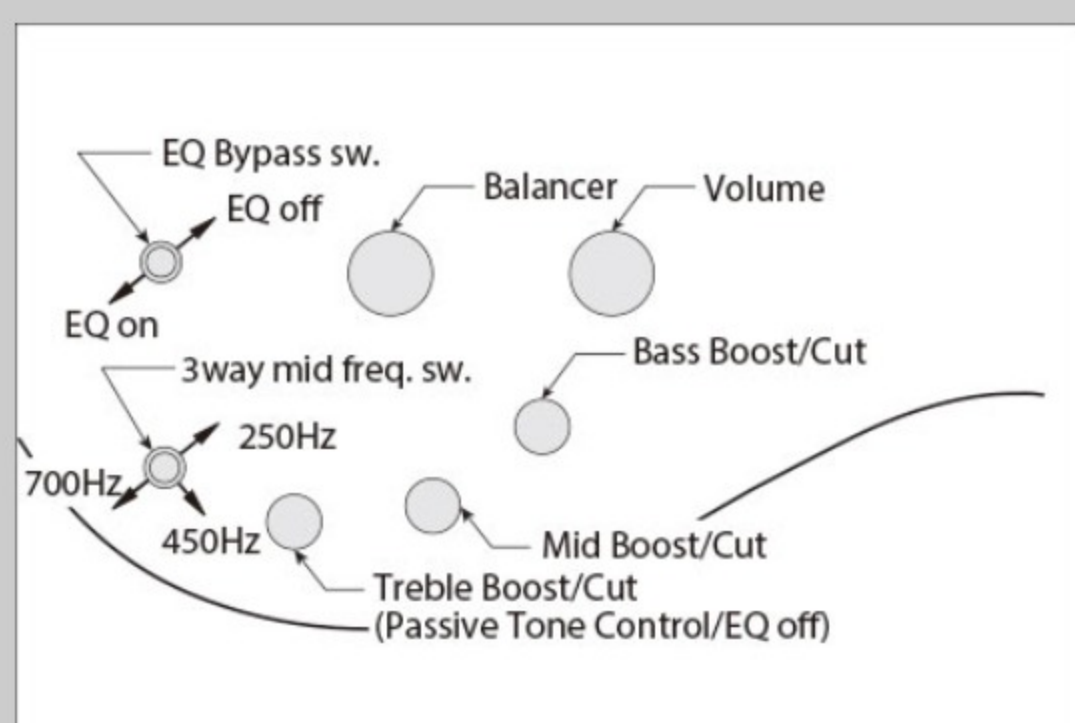 EQ Bypass sw.
EQ off
Balancer
Volume
EQ on
3way mid freq. sw.
Bass Boost/Cut
250Hz
700Hz
450Hz
Mid Boost/Cut
Treble Boost/Cut
(Passive Tone Control/EQ off)